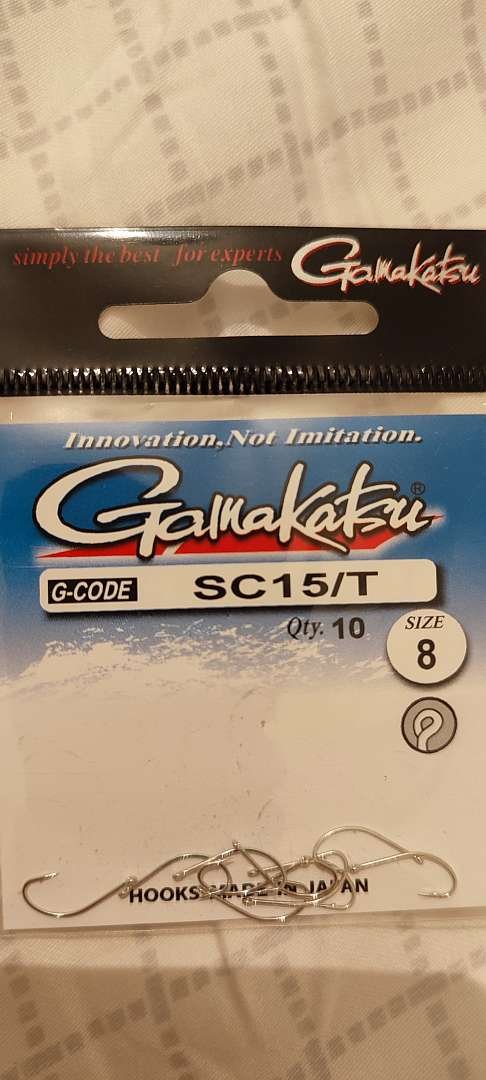 simply the best for experts Gamakatsu
Innovation,Not Imitation.
Gamakatsu®
G-CODE SC15/T
Qty. 10
SIZE
8
HOOKS MADE IN JAPAN